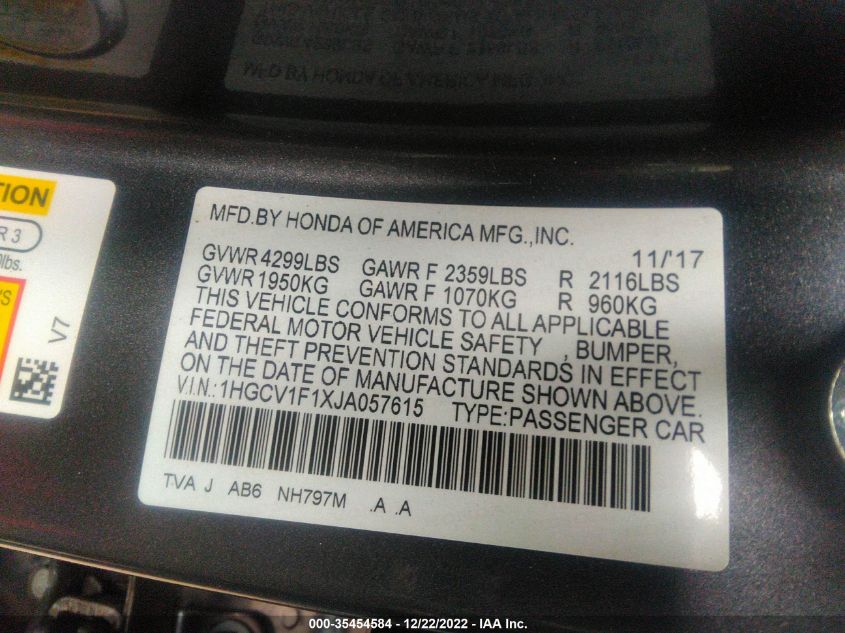 MFD.BY HONDA OF AMERICA MFG.,INC.
11/'17
GVWR 4299LBS GAWR F 2359LBS R 2116LBS
GVWR 1950KG GAWR F 1070KG R 960KG
THIS VEHICLE CONFORMS TO ALL APPLICABLE
FEDERAL MOTOR VEHICLE SAFETY , BUMPER,
AND THEFT PREVENTION STANDARDS IN EFFECT
ON THE DATE OF MANUFACTURE SHOWN ABOVE.
V.I.N.:1HGCV1F1XJA057615 TYPE:PASSENGER CAR
TVA J AB6 NH797M .A .A
R 3
lbs.
V7
000-35454584 - 12/22/2022 - IAA Inc.